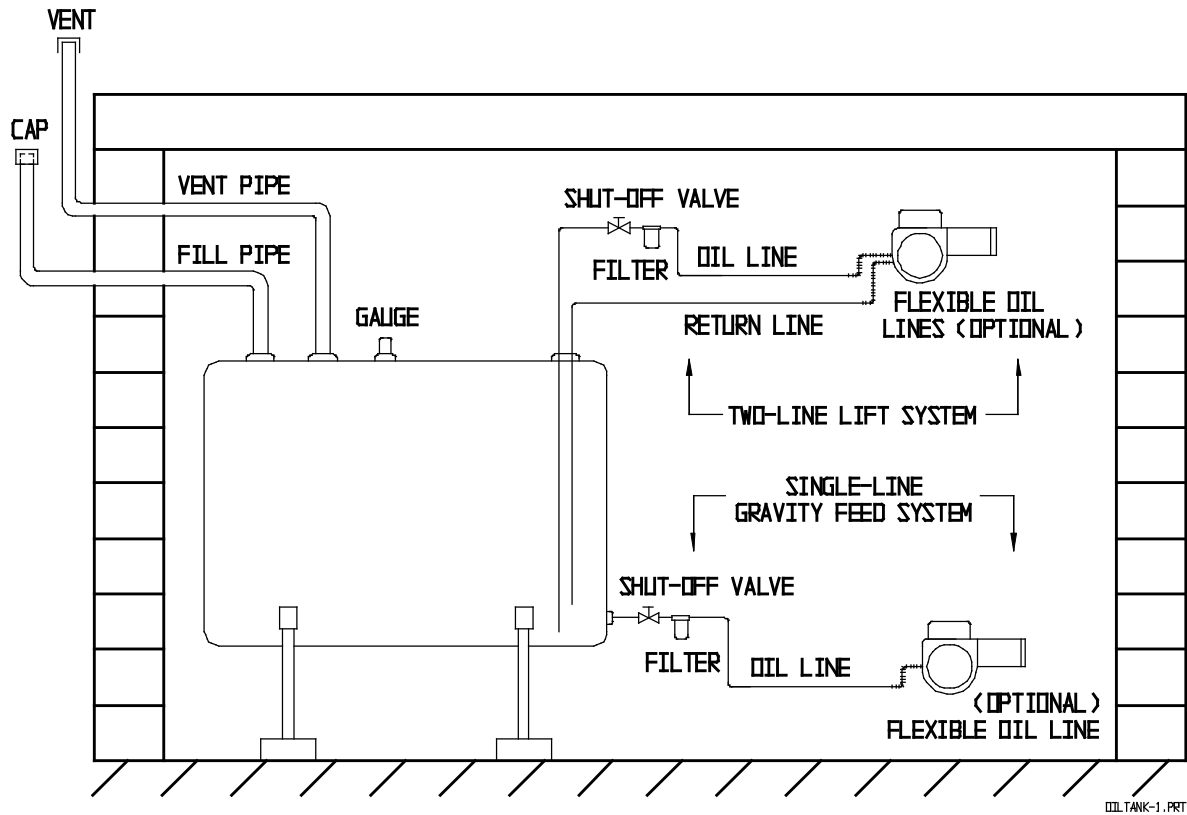 VENT
CAP
VENT PIPE
SHUT-OFF VALVE
FILL PIPE
OIL LINE
FILTER
FLEXIBLE OIL
LINES (OPTIONAL)
GAUGE
RETURN LINE
TWO-LINE LIFT SYSTEM
SINGLE-LINE
GRAVITY FEED SYSTEM
SHUT-OFF VALVE
FILTER
OIL LINE
(OPTIONAL)
FLEXIBLE OIL LINE
OILTANK-1.PRT